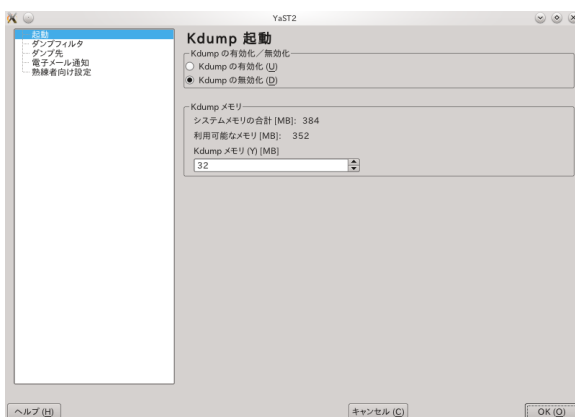 YaST2
起動
ダンプフィルタ
ダンプ先
電子メール通知
熟練者向け設定
Kdump 起動
Kdump の有効化／無効化
Kdump の有効化 (U)
Kdump の無効化 (D)
Kdump メモリ
システムメモリの合計 [MB]: 384
利用可能なメモリ [MB]: 352
Kdump メモリ (Y) [MB]
32
ヘルプ (H)
キャンセル (C)
OK (O)